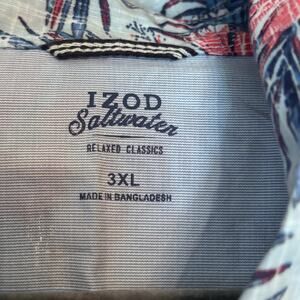 IZOD
Saltwater
RELAXED CLASSICS
3XL
MADE IN BANGLADESH